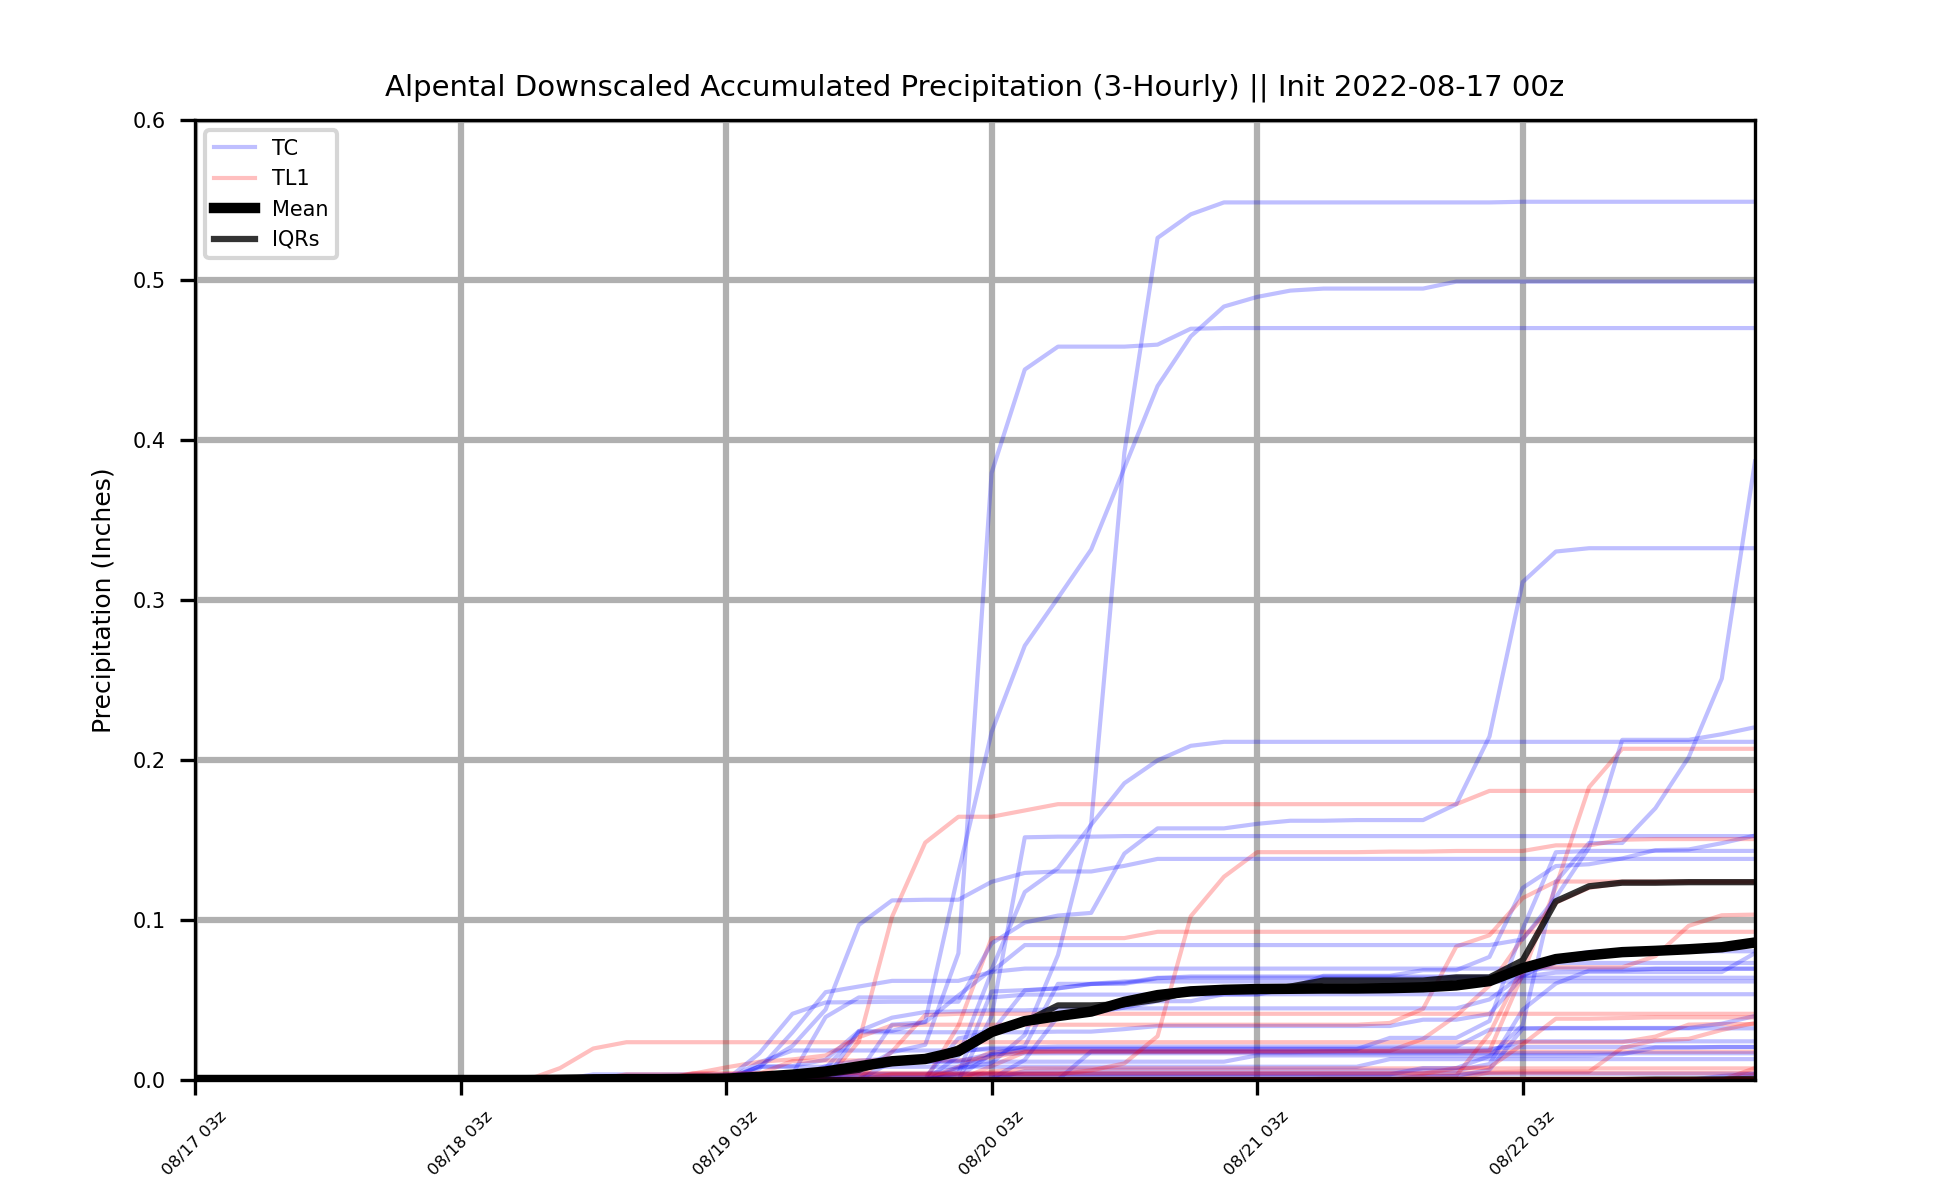 Alpental Downscaled Accumulated Precipitation (3-Hourly) || Init 2022-08-17 00z
TC
TL1
Mean
IQRs
Precipitation (Inches)
0.6
0.5
0.4
0.3
0.2
0.1
0.0
08/17 03z
08/18 03z
08/19 03z
08/20 03z
08/21 03z
08/22 03z